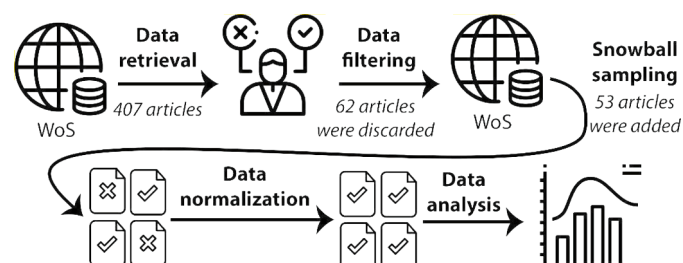 Data
retrieval
407 articles
WoS
Data
filtering
62 articles
were discarded
WoS
Snowball
sampling
53 articles
were added
Data
normalization
Data
analysis